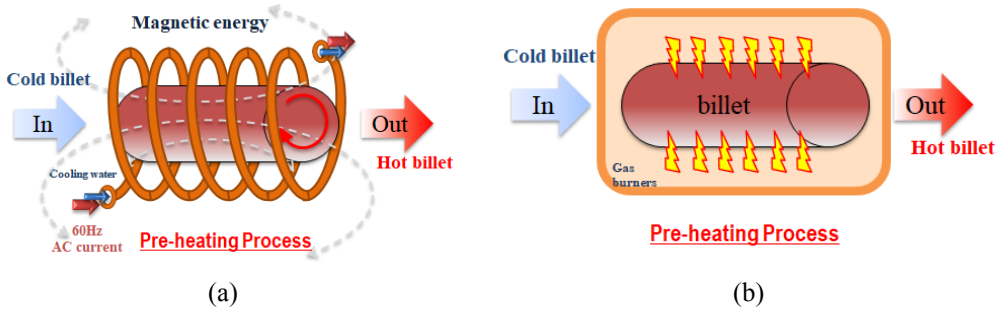 Magnetic energy
Cold billet
In
Out
Hot billet
Cooling water
60Hz
AC current
Pre-heating Process
(a)
Cold billet
In
billet
Out
Hot billet
Gas
burners
Pre-heating Process
(b)